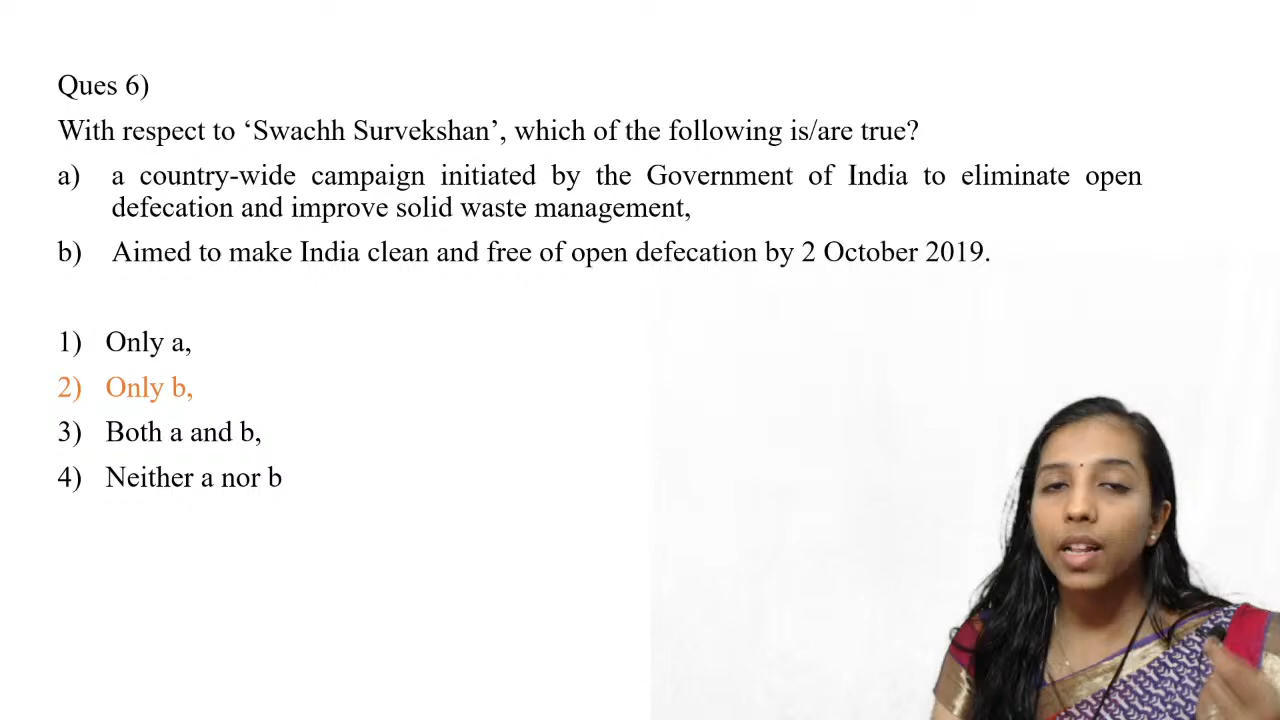 Ques 6)
With respect to ‘Swachh Survekshan’, which of the following is/are true?
a) a country-wide campaign initiated by the Government of India to eliminate open
defecation and improve solid waste management,
b) Aimed to make India clean and free of open defecation by 2 October 2019.
1) Only a,
2) Only b,
3) Both a and b,
4) Neither a nor b